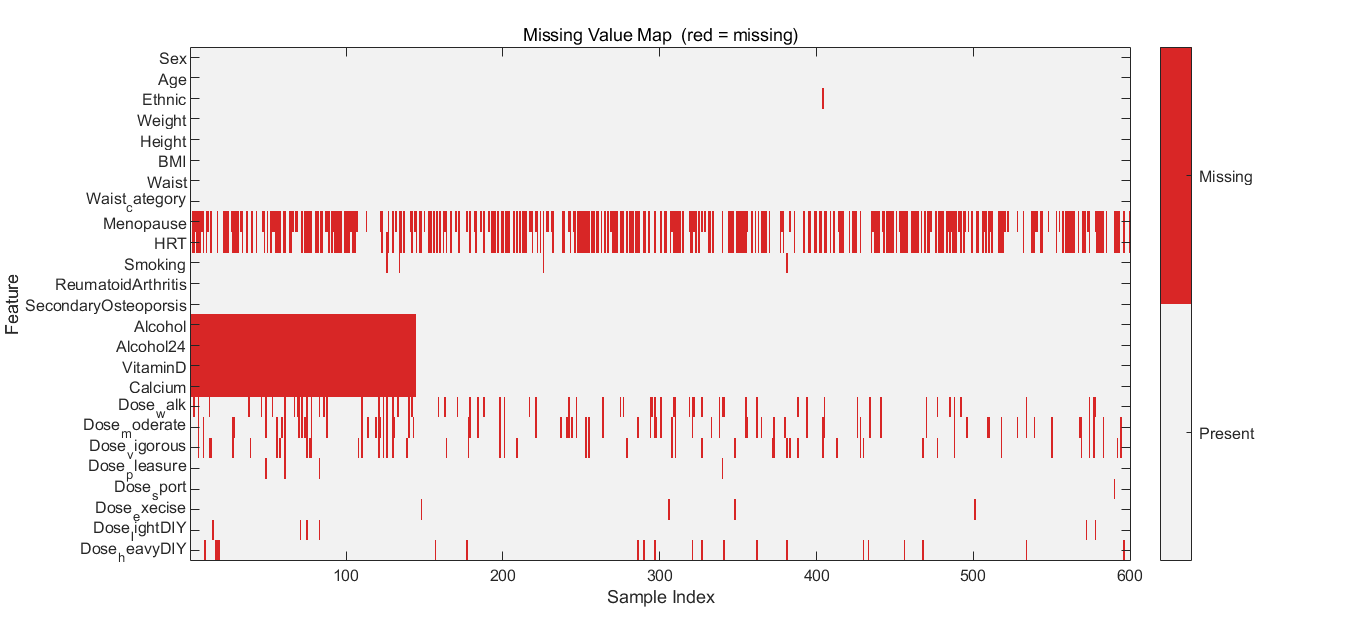 Missing Value Map (red = missing)
Sex
Age
Ethnic
Weight
Height
BMI
Waist
Waist_category
Menopause
HRT
Smoking
ReumatoidArthritis
SecondaryOsteoporsis
Alcohol
Alcohol24
VitaminD
Calcium
Dose_walk
Dose_moderate
Dose_vigorous
Dose_pleasure
Dose_sport
Dose_execise
Dose_lightDIY
Dose_heavyDIY
Feature
100 200 300 400 500 600
Sample Index
Missing
Present